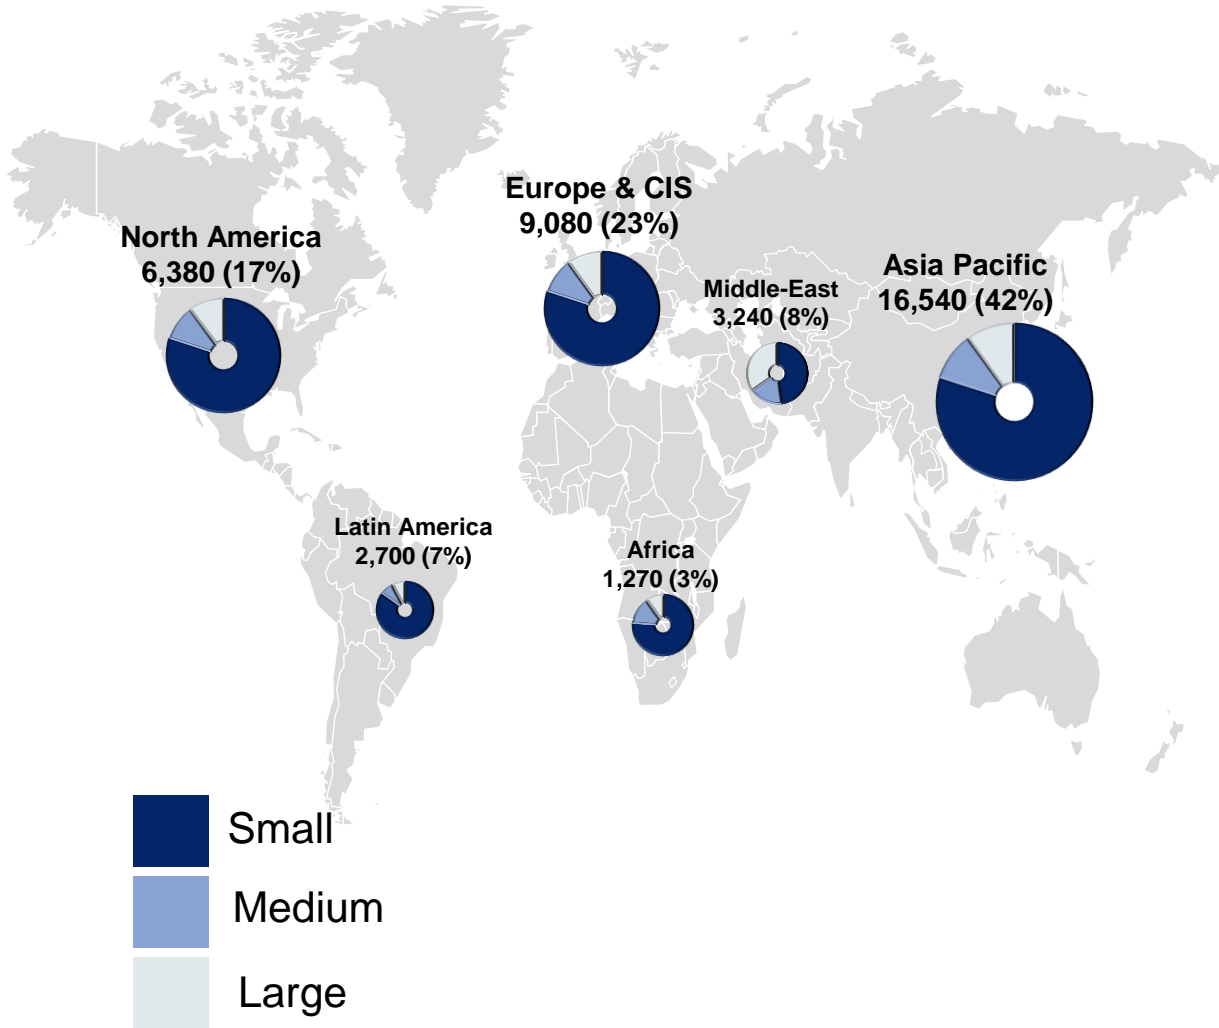 Europe & CIS
9,080 (23%)
North America
6,380 (17%)
Asia Pacific
16,540 (42%)
Middle-East
3,240 (8%)
Latin America
2,700 (7%)
Africa
1,270 (3%)
Small
Medium
Large